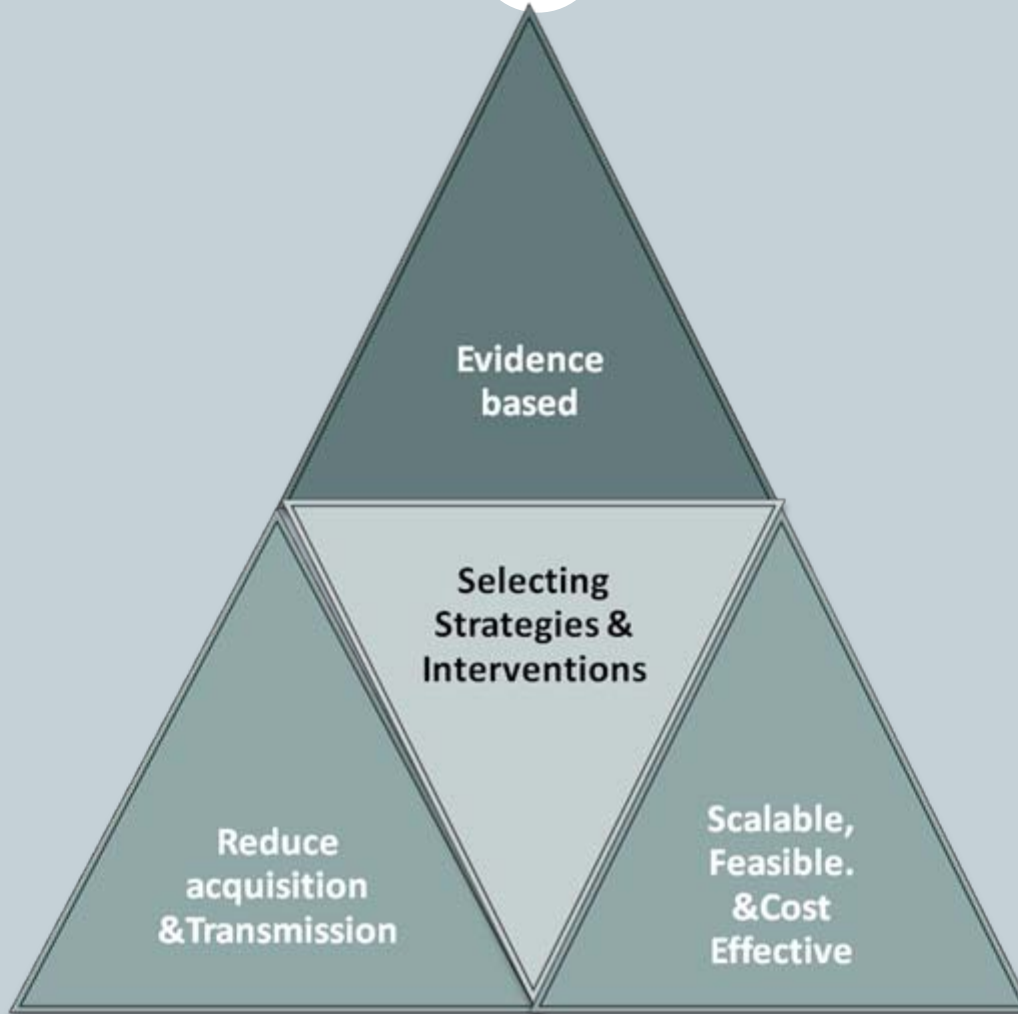 Evidence
based
Selecting
Strategies &
Interventions
Reduce
acquisition
&Transmission
Scalable,
Feasible.
&Cost
Effective